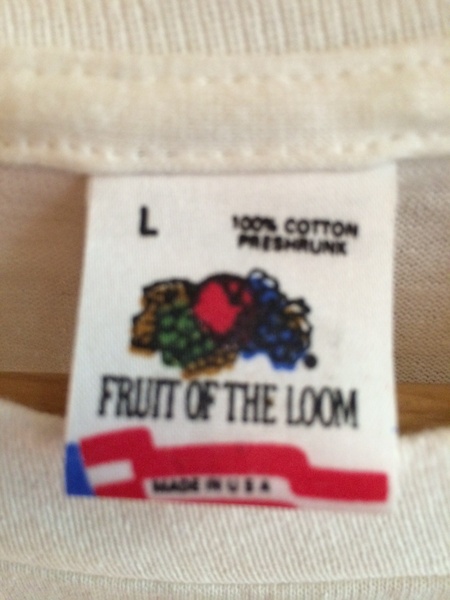 L
100% COTTON
PRESHRUNK
FRUIT OF THE LOOM
MADE IN U S A